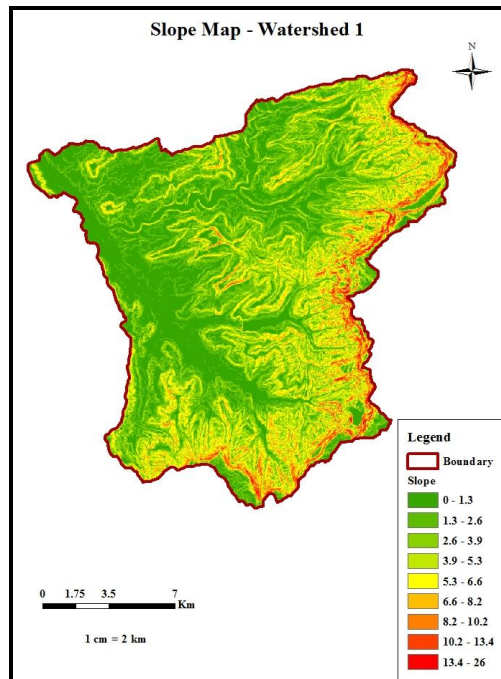 Slope Map - Watershed 1
N
Legend
Boundary
Slope
0 - 1.3
1.3 - 2.6
2.6 - 3.9
3.9 - 5.3
5.3 - 6.6
6.6 - 8.2
8.2 - 10.2
10.2 - 13.4
13.4 - 26
0 1.75 3.5 7
Km
1 cm = 2 km